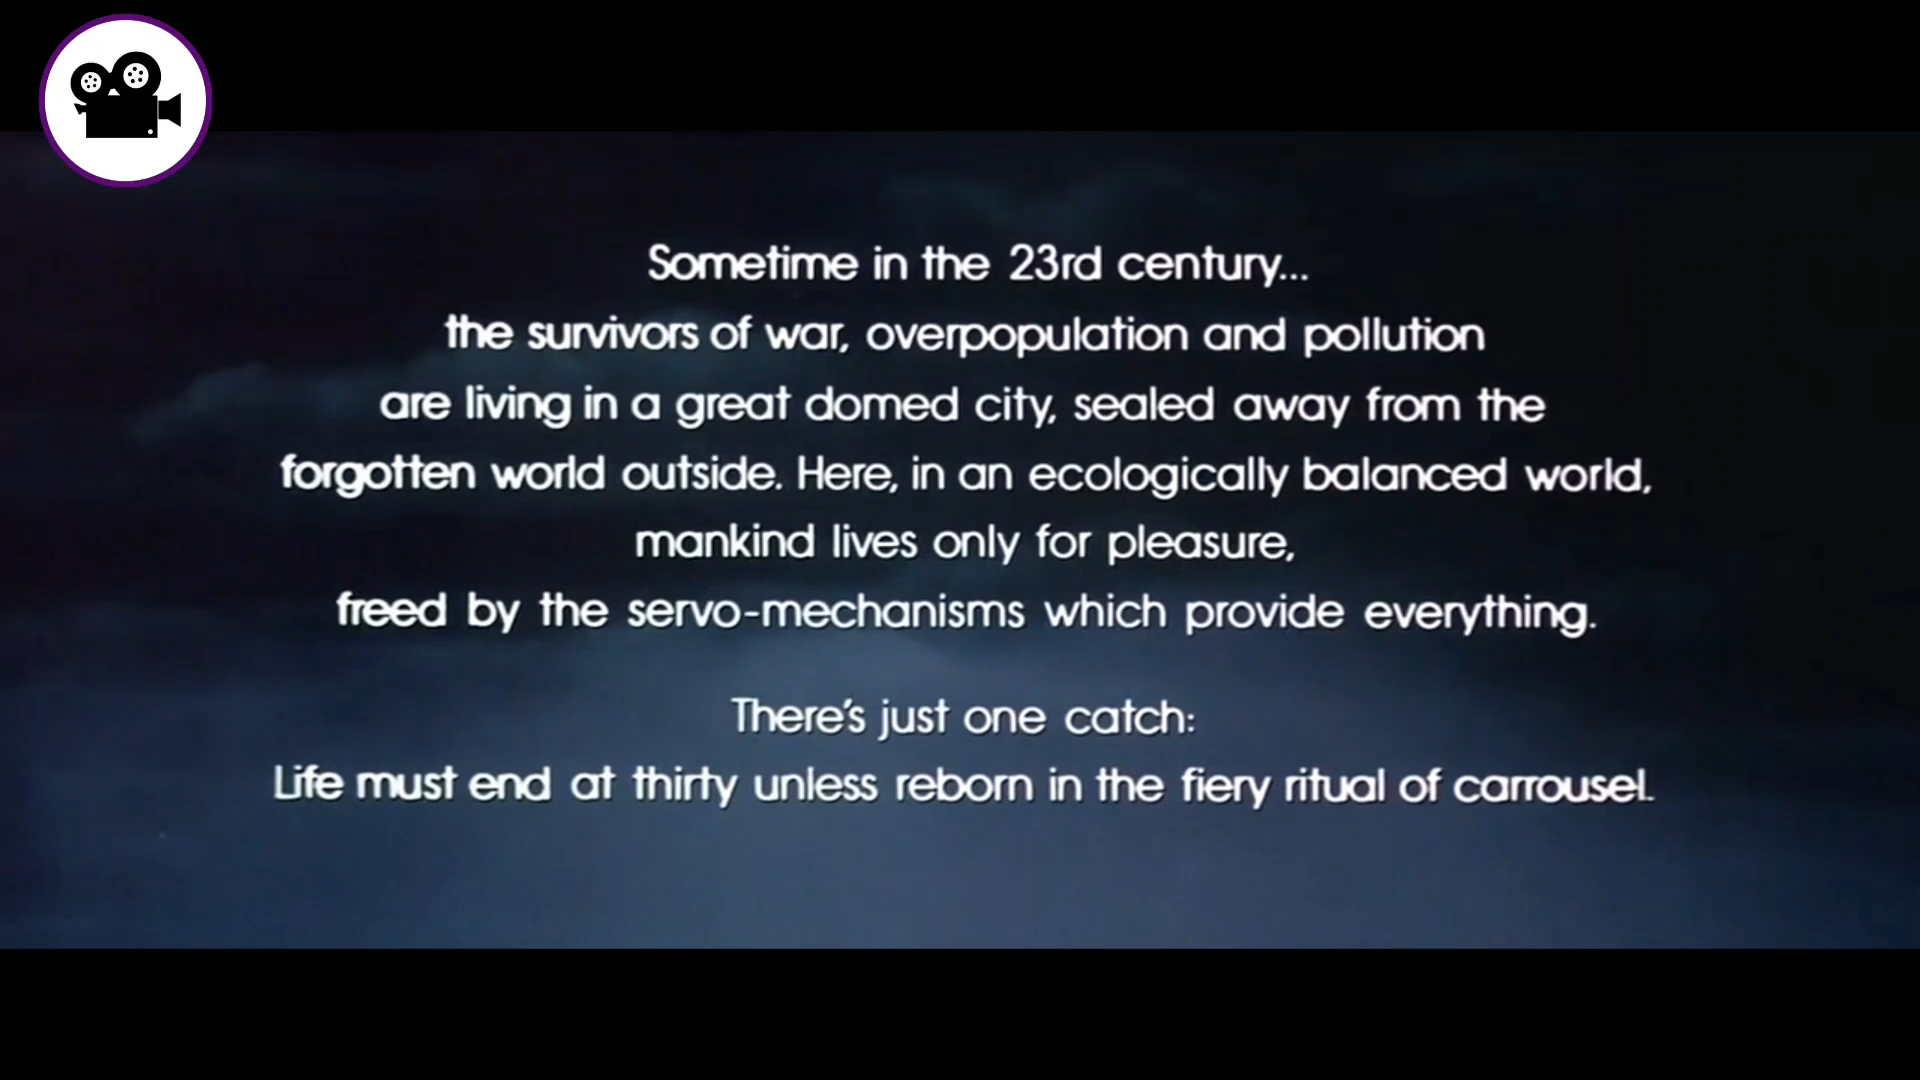 Sometime in the 23rd century...
the survivors of war, overpopulation and pollution
are living in a great domed city, sealed away from the
forgotten world outside. Here, in an ecologically balanced world,
mankind lives only for pleasure,
freed by the servo-mechanisms which provide everything.
There's just one catch:
Life must end at thirty unless reborn in the fiery ritual of carrousel.